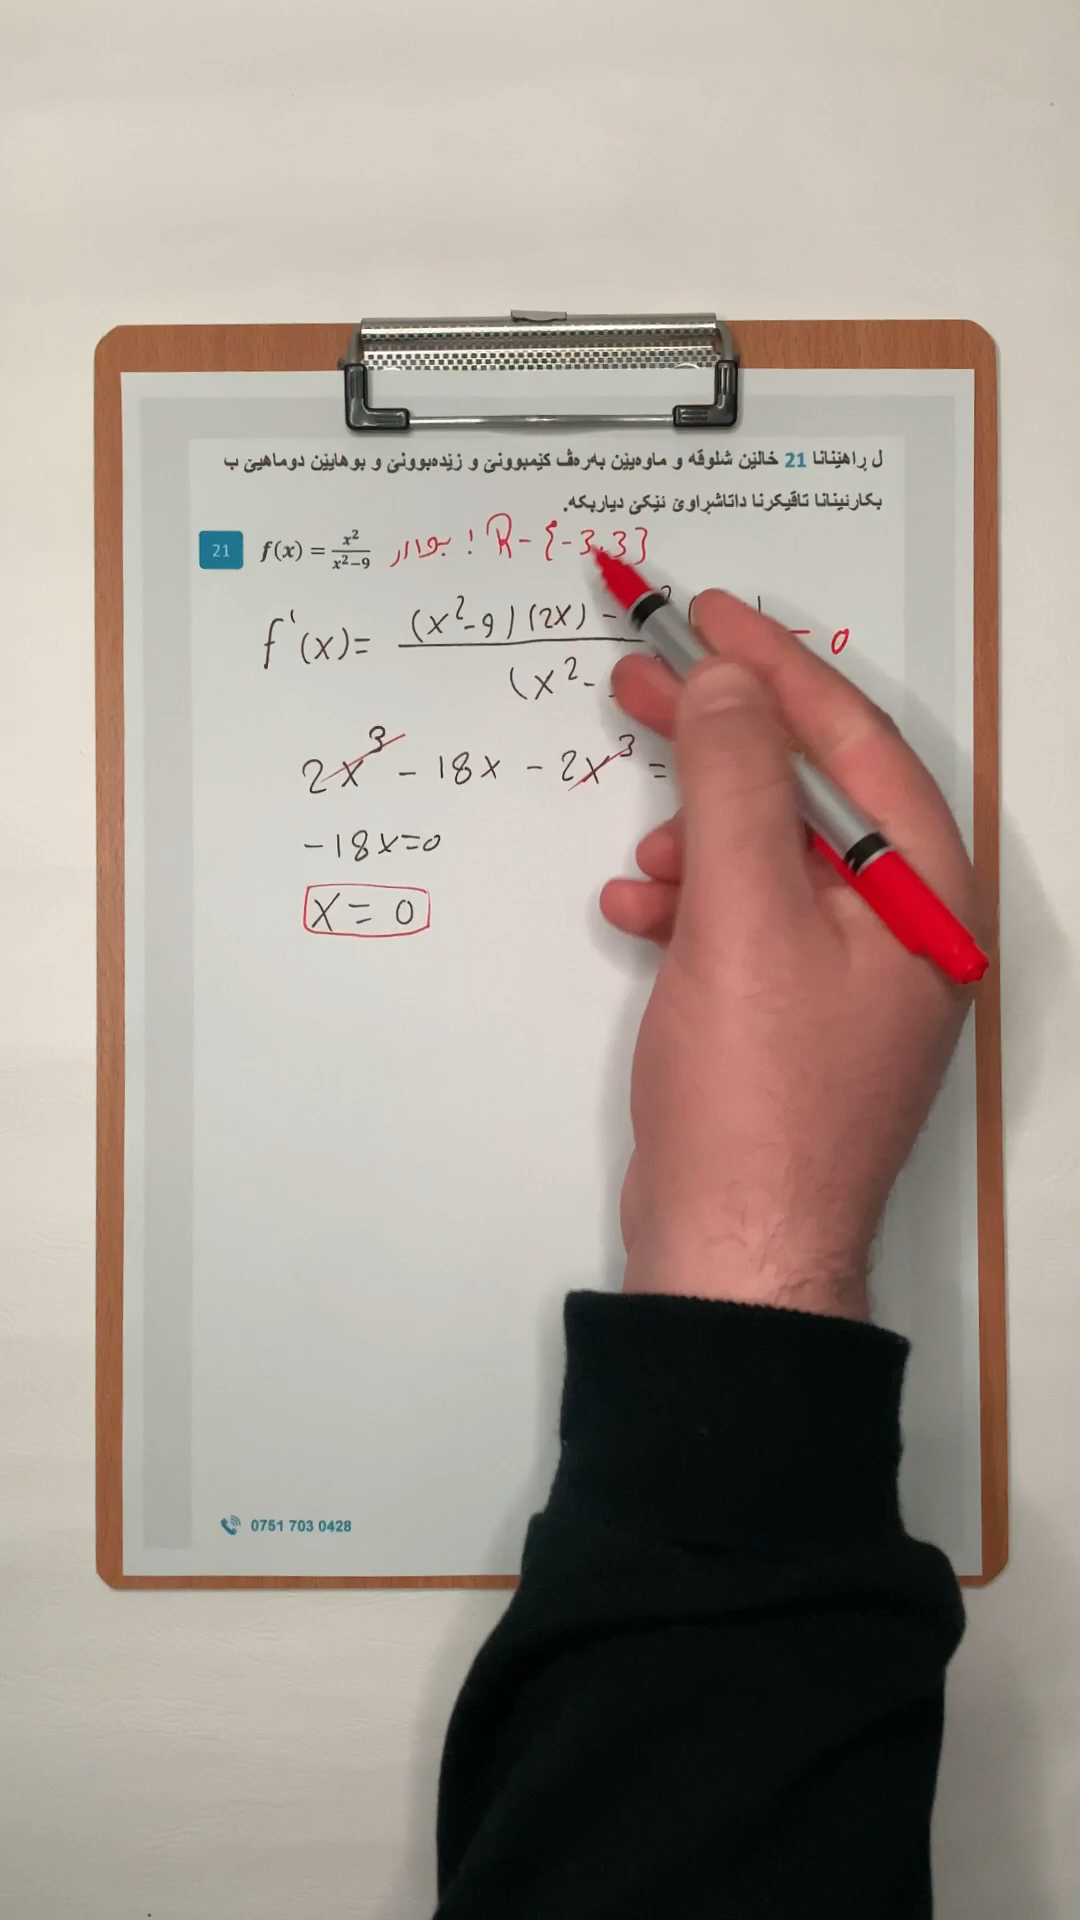 ل ڕاهێنانا 21 خالێن شلوقە و ماوەیێن بەرەڤ کێمبوونێ و زێدەبوونێ و بوهایێن دوماهیێ ب
بکارئینانا تاقیکرنا داتاشراوێ ئێکێ دیاربکە.
21 f(x) = x²/(x²−9) بوار : R - {-3,3}
f'(x)= (x²-9)(2x) - / (x²- 0
2x³ - 18x - 2x³ =
-18x=0
x = 0
0751 703 0428